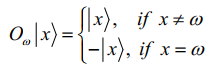 O_ω|x⟩ = { |x⟩, if x ≠ ω
−|x⟩, if x = ω